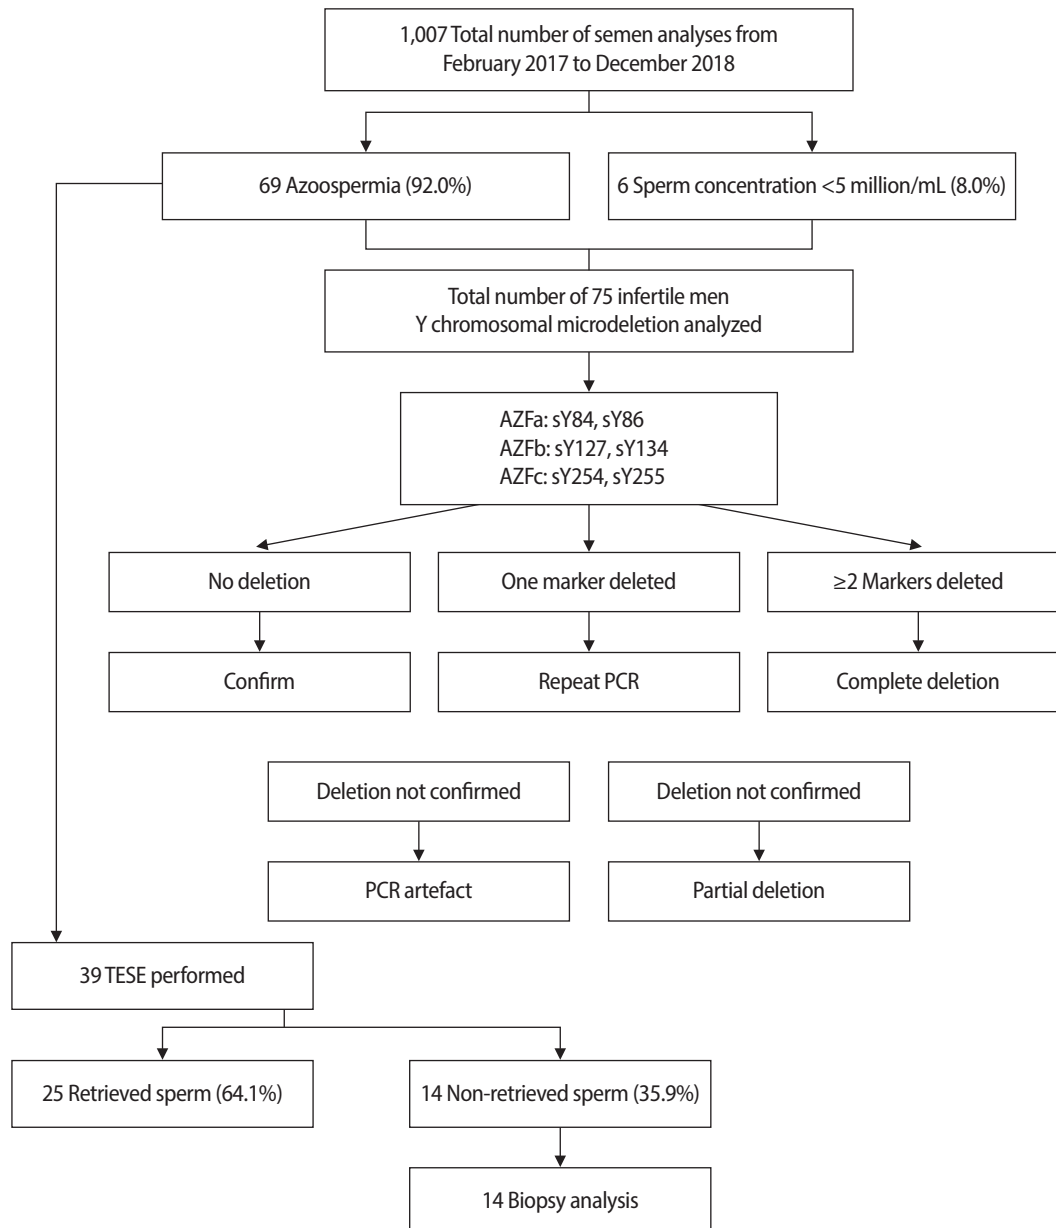 1,007 Total number of semen analyses from
February 2017 to December 2018
69 Azoospermia (92.0%)
6 Sperm concentration <5 million/mL (8.0%)
Total number of 75 infertile men
Y chromosomal microdeletion analyzed
AZFa: sY84, sY86
AZFb: sY127, sY134
AZFc: sY254, sY255
No deletion
One marker deleted
≥2 Markers deleted
Confirm
Repeat PCR
Complete deletion
Deletion not confirmed
Deletion not confirmed
PCR artefact
Partial deletion
39 TESE performed
25 Retrieved sperm (64.1%)
14 Non-retrieved sperm (35.9%)
14 Biopsy analysis